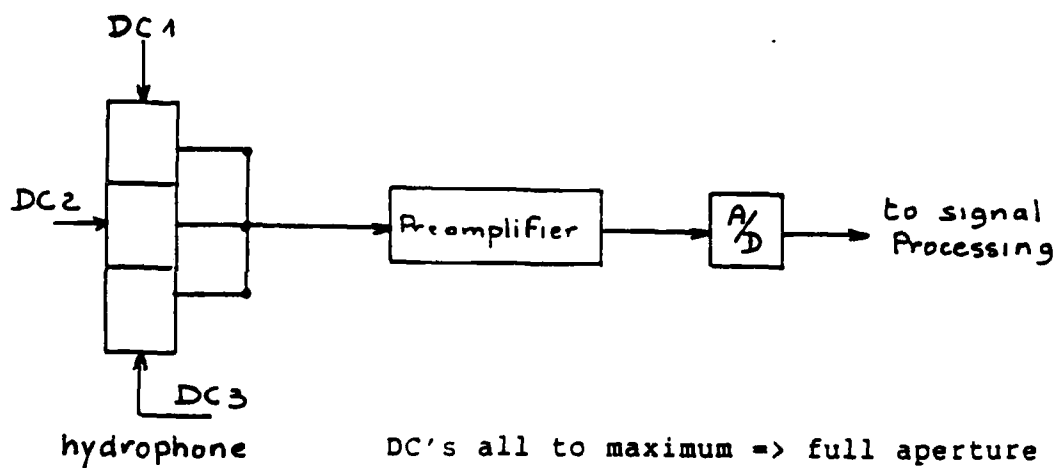 DC1
DC2
Preamplifier
A/D
to signal
Processing
DC3
hydrophone
DC's all to maximum => full aperture